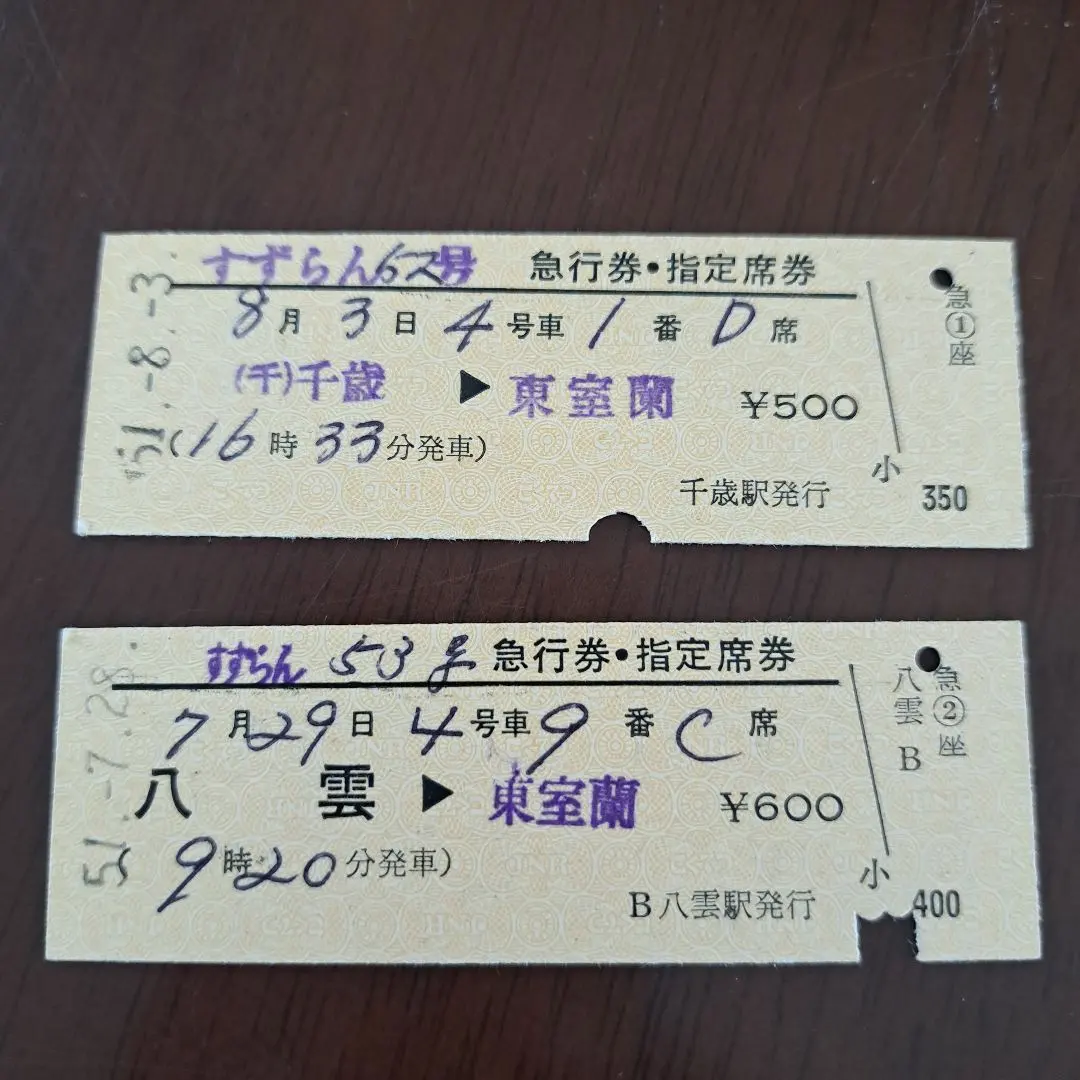 すずらん62号 急行券・指定席券
8月3日4号車1番D席
(千)千歳 ▶ 東室蘭 ¥500
(16時33分発車)
千歳駅発行
51.-8.-3
急①座
小 350
すずらん 53号 急行券・指定席券
7月29日4号車9番C席
八雲 ▶ 東室蘭 ¥600
(9時20分発車)
B八雲駅発行
51.-7.28.
急②座
八雲B
小 400